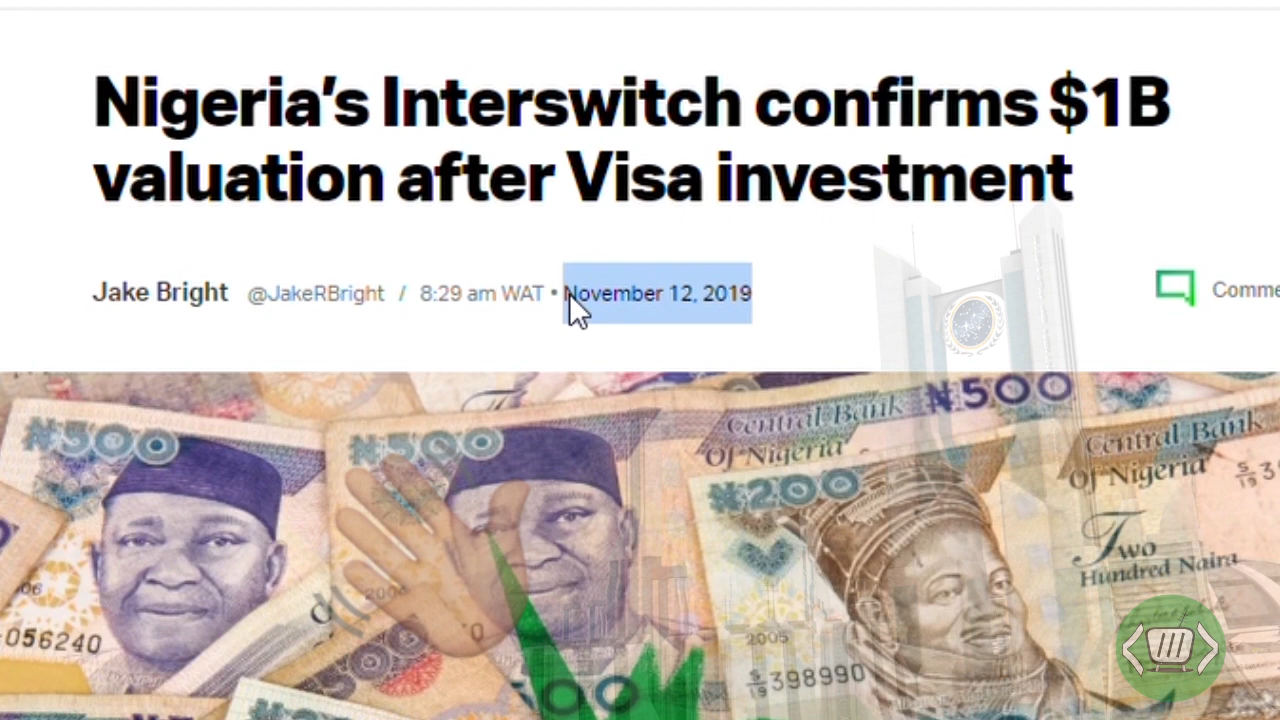 Nigeria's Interswitch confirms $1B
valuation after Visa investment
Jake Bright @JakeRBright / 8:29 am WAT • November 12, 2019
Comme
₦500
₦500
Central Bank
Of Nigeria
₦500
Central Bank
Of Nigeria
₦200
Two
Hundred Naira
2006
056240
2005
398990